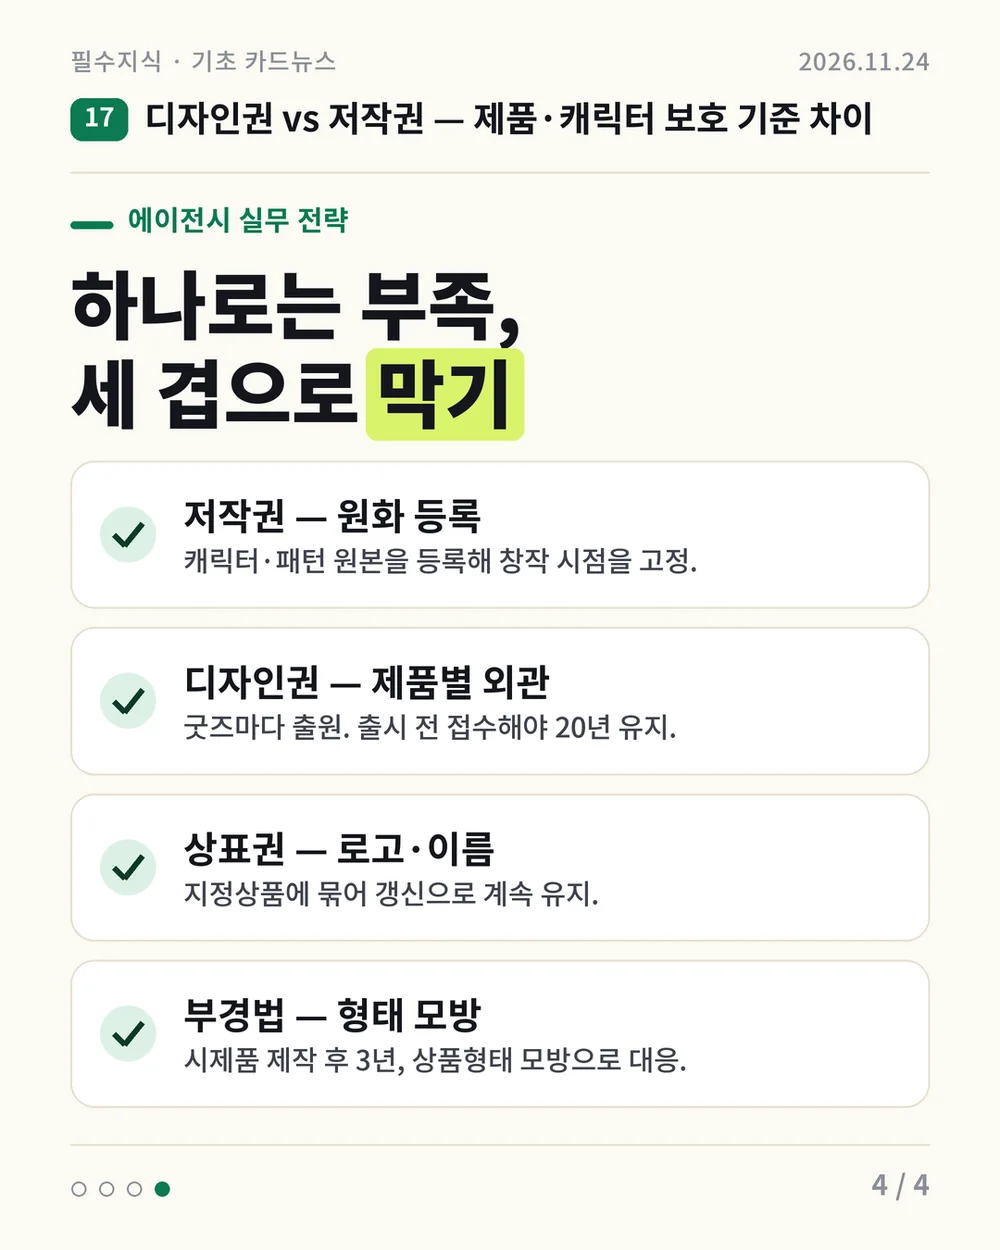 필수지식 · 기초 카드뉴스
2026.11.24
17 디자인권 vs 저작권 — 제품·캐릭터 보호 기준 차이
에이전시 실무 전략
하나로는 부족,
세 겹으로 막기
저작권 — 원화 등록
캐릭터·패턴 원본을 등록해 창작 시점을 고정.
디자인권 — 제품별 외관
굿즈마다 출원. 출시 전 접수해야 20년 유지.
상표권 — 로고·이름
지정상품에 묶어 갱신으로 계속 유지.
부경법 — 형태 모방
시제품 제작 후 3년, 상품형태 모방으로 대응.
4 / 4